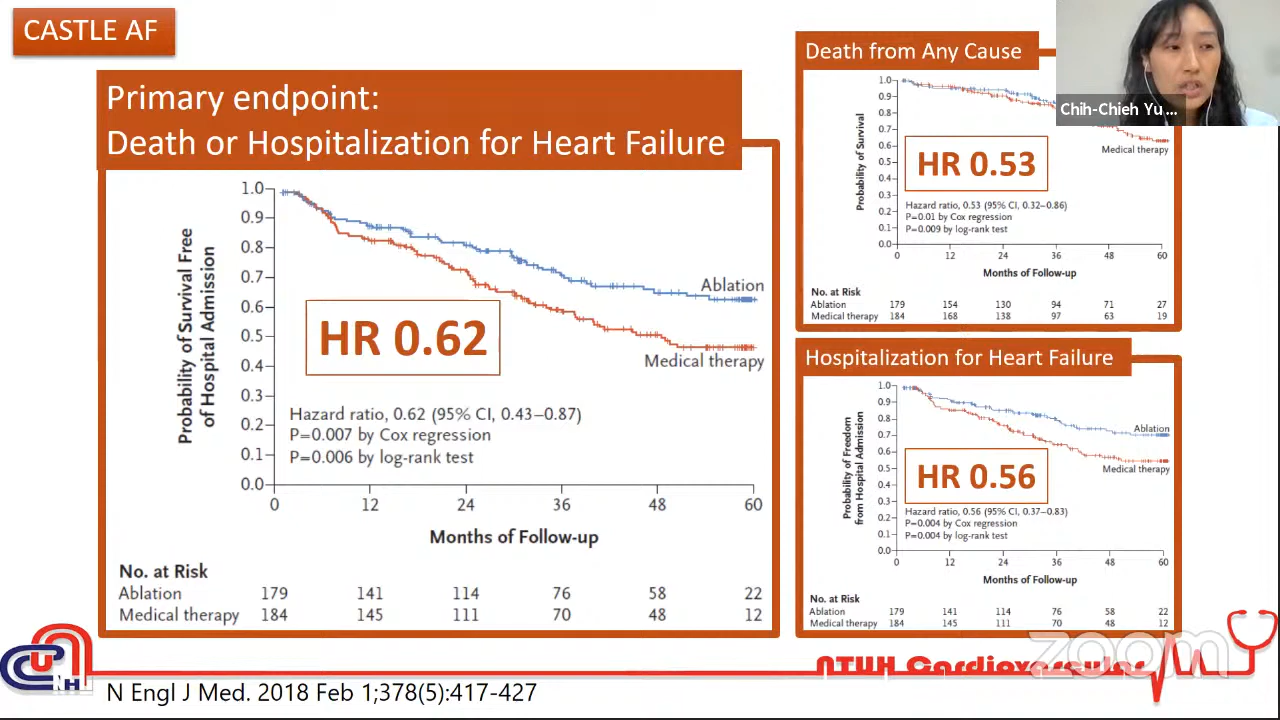 CASTLE AF
Primary endpoint:
Death or Hospitalization for Heart Failure
Probability of Survival Free
of Hospital Admission
1.0
0.9
0.8
0.7
0.6
0.5
0.4
0.3
0.2
0.1
0.0
Ablation
HR 0.62
Medical therapy
Hazard ratio, 0.62 (95% CI, 0.43–0.87)
P=0.007 by Cox regression
P=0.006 by log-rank test
0 12 24 36 48 60
Months of Follow-up
No. at Risk
Ablation 179 141 114 76 58 22
Medical therapy 184 145 111 70 48 12
Death from Any Cause
Probability of Survival
1.0
0.9
0.8
0.7
0.6
0.5
0.4
0.3
0.2
0.1
0.0
Medical therapy
HR 0.53
Hazard ratio, 0.53 (95% CI, 0.32–0.86)
P=0.01 by Cox regression
P=0.009 by log-rank test
0 12 24 36 48 60
Months of Follow-up
No. at Risk
Ablation 179 154 130 94 71 27
Medical therapy 184 168 138 97 63 19
Chih-Chieh Yu ...
Hospitalization for Heart Failure
Probability of Freedom
from Hospital Admission
1.0
0.9
0.8
0.7
0.6
0.5
0.4
0.3
0.2
0.1
0.0
Ablation
Medical therapy
HR 0.56
Hazard ratio, 0.56 (95% CI, 0.37–0.83)
P=0.004 by Cox regression
P=0.004 by log-rank test
0 12 24 36 48 60
Months of Follow-up
No. at Risk
Ablation 179 141 114 76 58 22
Medical therapy 184 145 111 70 48 12
zoom
NTUH Cardiovascular
N Engl J Med. 2018 Feb 1;378(5):417-427